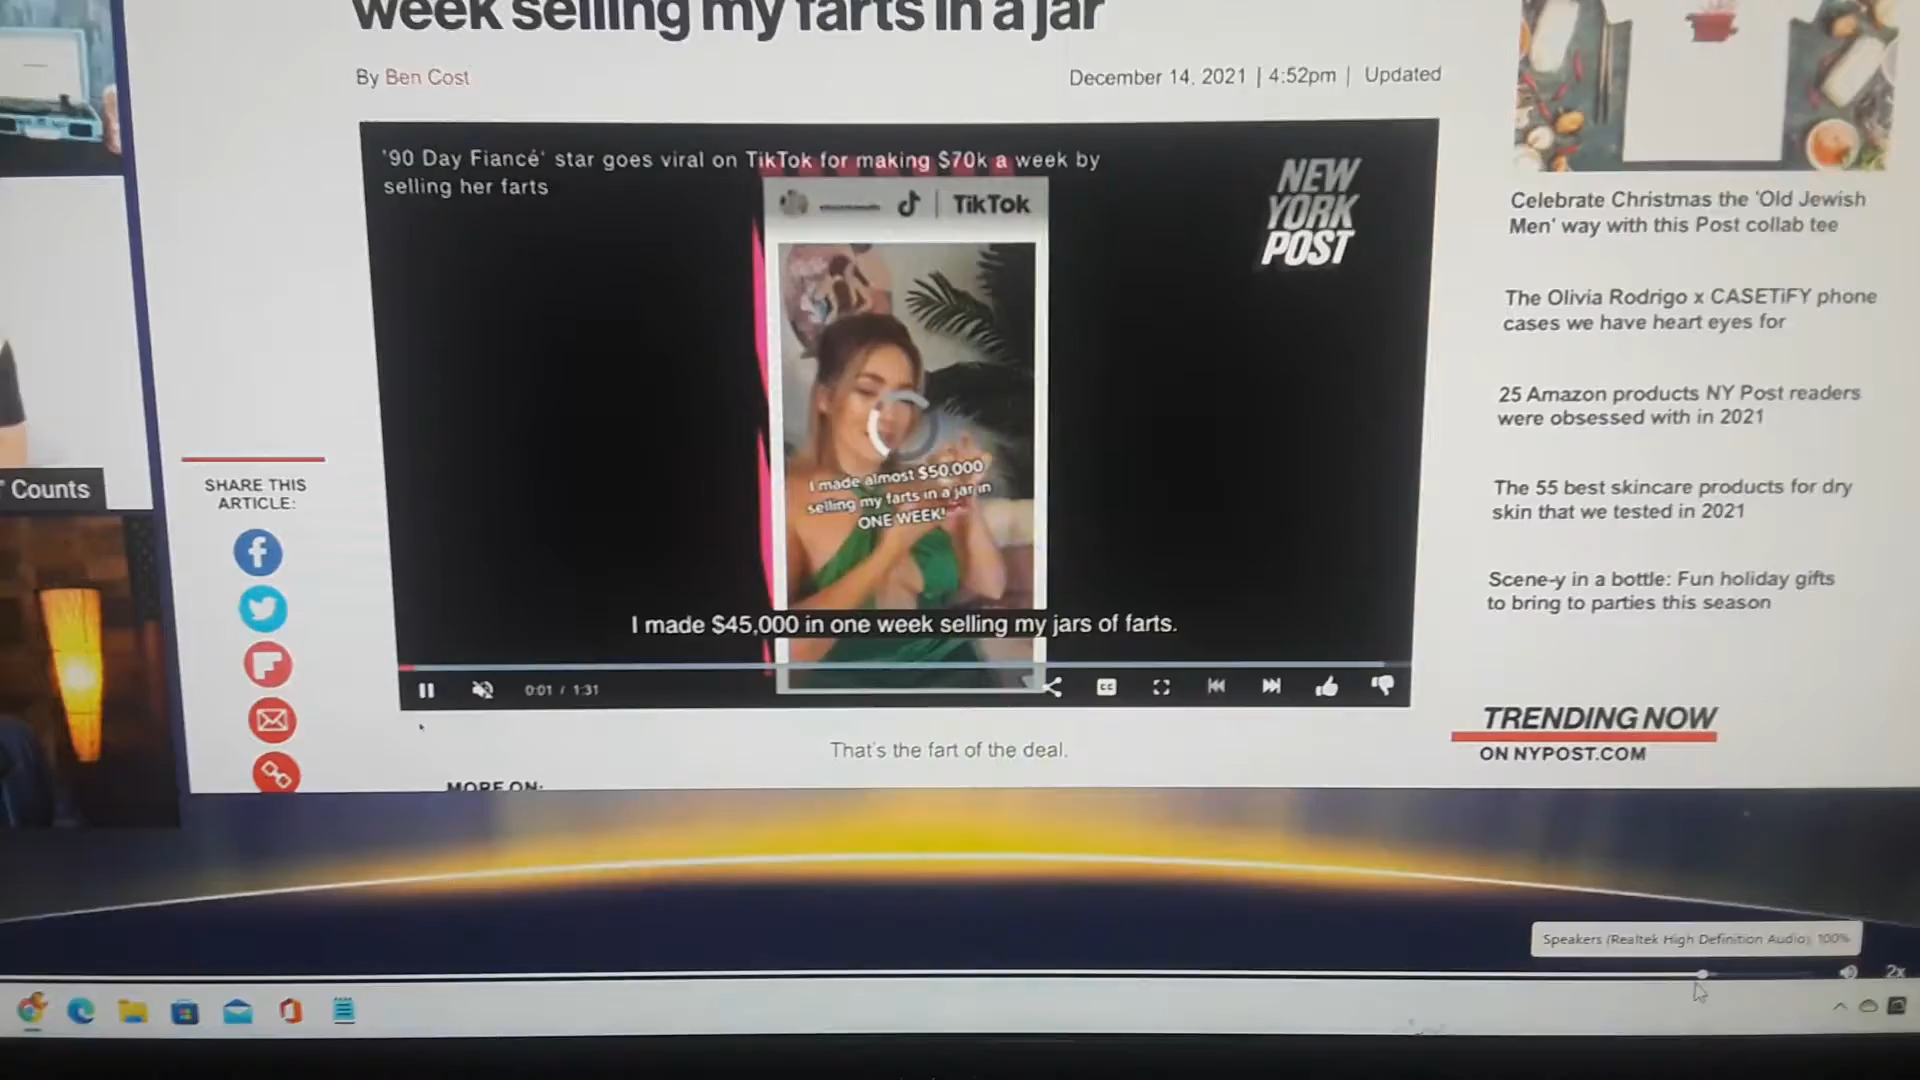 week selling my farts in a jar
By Ben Cost
December 14, 2021 | 4:52pm | Updated
'90 Day Fiancé' star goes viral on TikTok for making $70k a week by
selling her farts
NEW
YORK
POST
TikTok
I made almost $50,000
selling my farts in a jar in
ONE WEEK!
I made $45,000 in one week selling my jars of farts.
0:01 / 1:31
CC
That's the fart of the deal.
MORE ON:
' Counts
SHARE THIS
ARTICLE:
Celebrate Christmas the 'Old Jewish
Men' way with this Post collab tee
The Olivia Rodrigo x CASETiFY phone
cases we have heart eyes for
25 Amazon products NY Post readers
were obsessed with in 2021
The 55 best skincare products for dry
skin that we tested in 2021
Scene-y in a bottle: Fun holiday gifts
to bring to parties this season
TRENDING NOW
ON NYPOST.COM
Speakers (Realtek High Definition Audio): 100%
2x